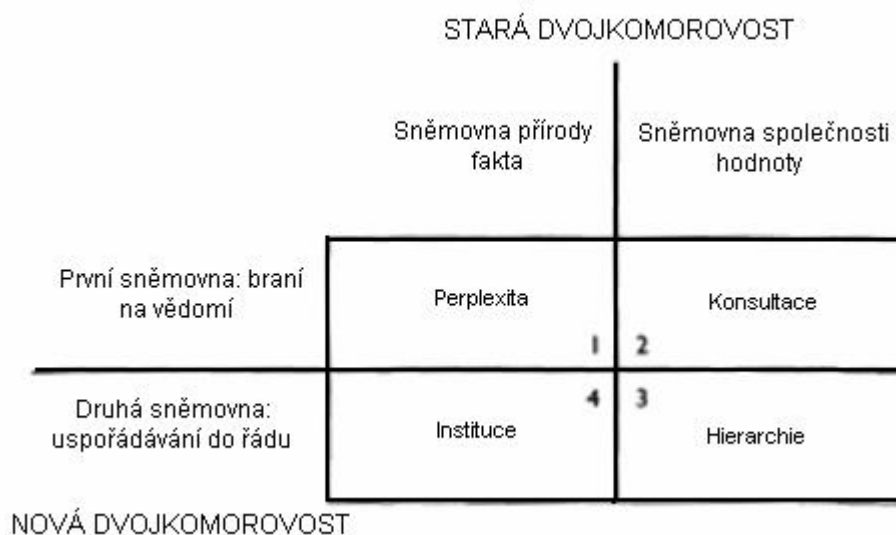 STARÁ DVOJKOMOROVOST
Sněmovna přírody
fakta
Sněmovna společnosti
hodnoty
První sněmovna: braní
na vědomí
Perplexita
Konsultace
1
2
Druhá sněmovna:
uspořádávání do řádu
Instituce
4
3
Hierarchie
NOVÁ DVOJKOMOROVOST